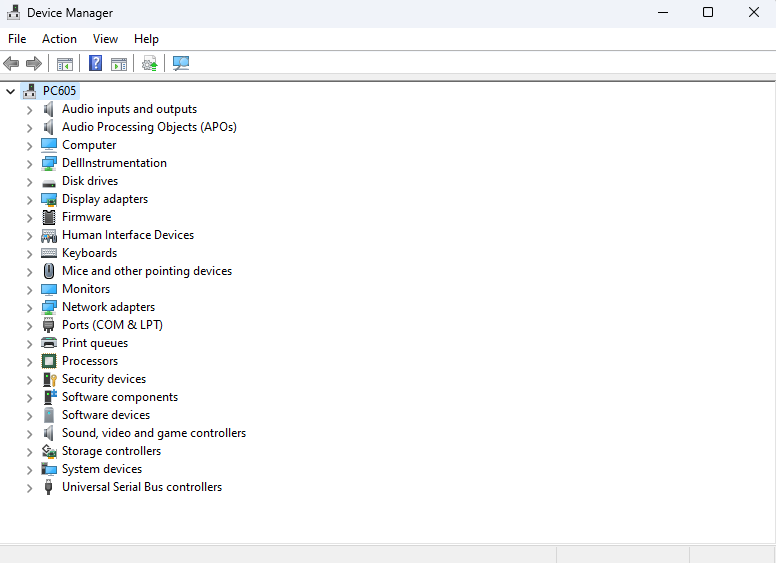 Device Manager
File Action View Help
PC605
Audio inputs and outputs
Audio Processing Objects (APOs)
Computer
DellInstrumentation
Disk drives
Display adapters
Firmware
Human Interface Devices
Keyboards
Mice and other pointing devices
Monitors
Network adapters
Ports (COM & LPT)
Print queues
Processors
Security devices
Software components
Software devices
Sound, video and game controllers
Storage controllers
System devices
Universal Serial Bus controllers